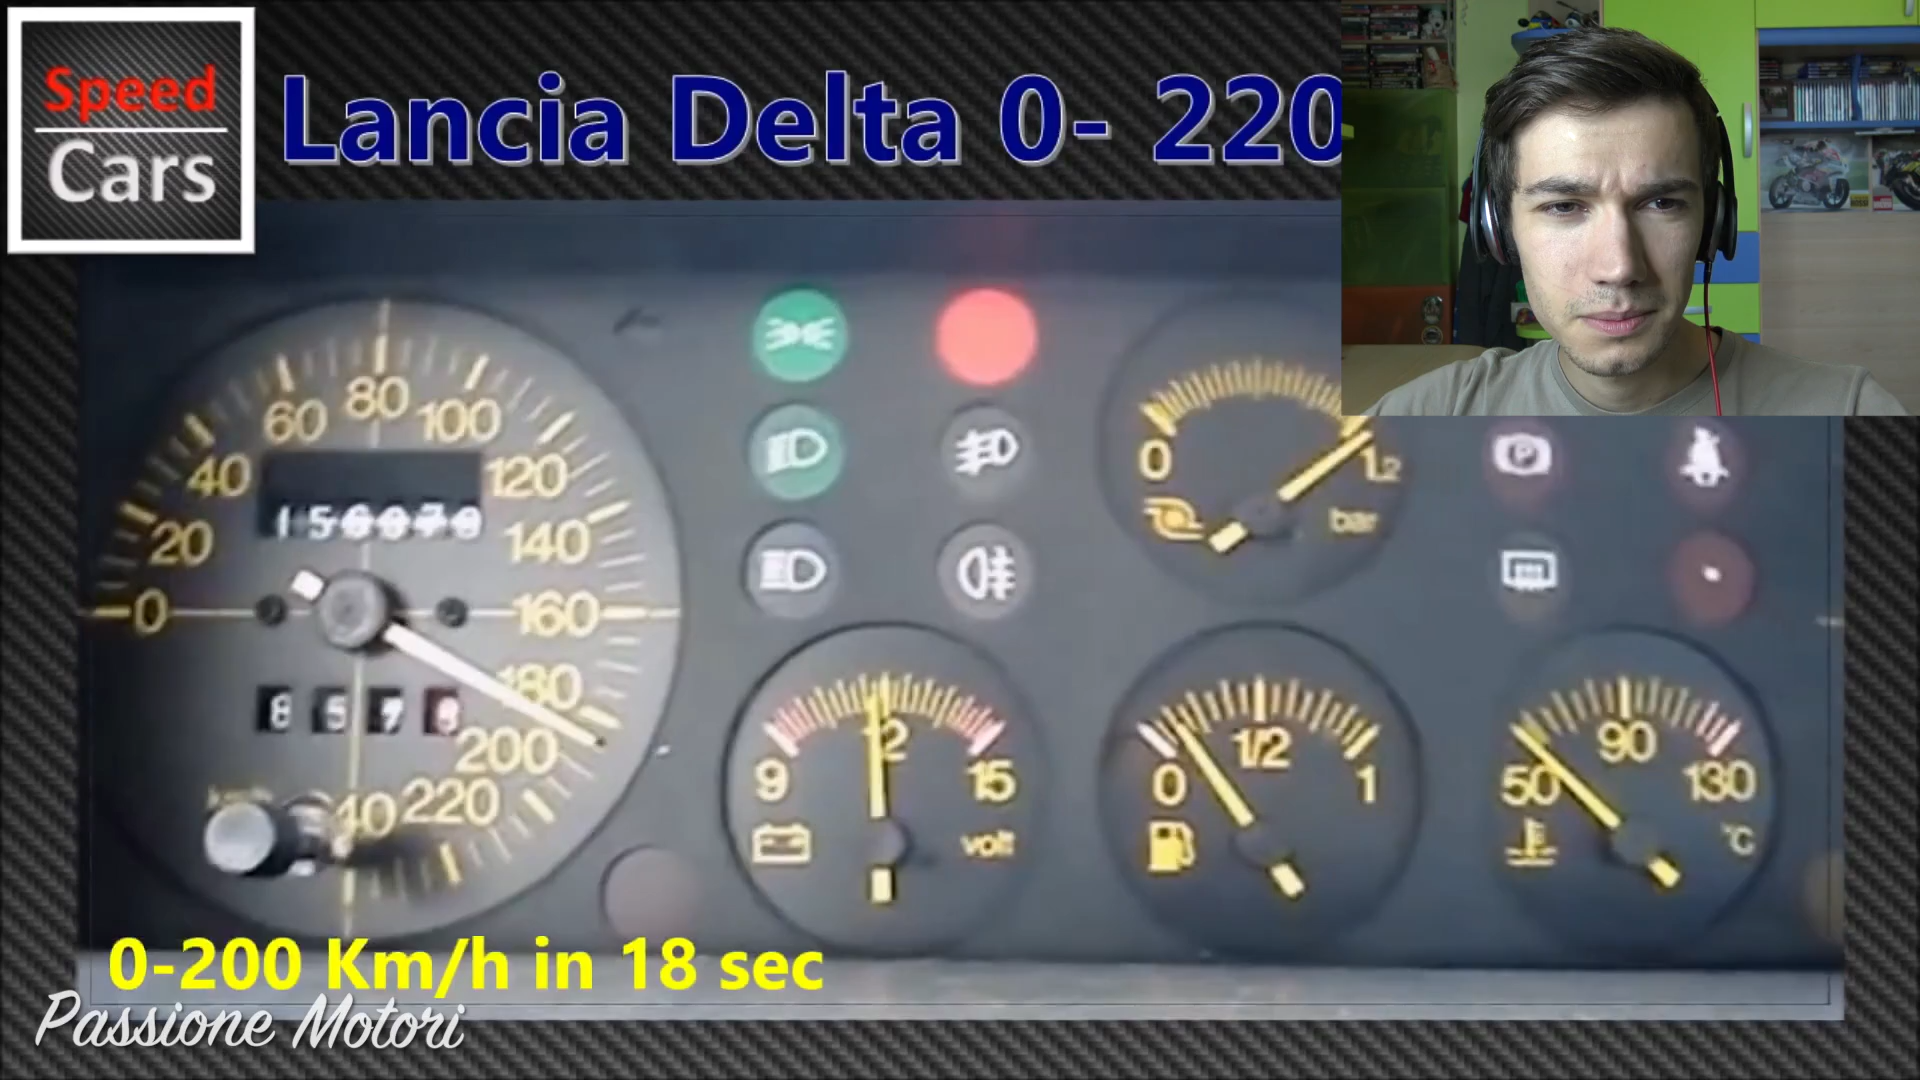 Speed
Cars
Lancia Delta 0- 220
0 20 40 60 80 100 120 140 160 180 200 220
0 1.2
bar
9 12 15
volt
0 1/2 1
50 90 130
°C
P
0-200 Km/h in 18 sec
Passione Motori